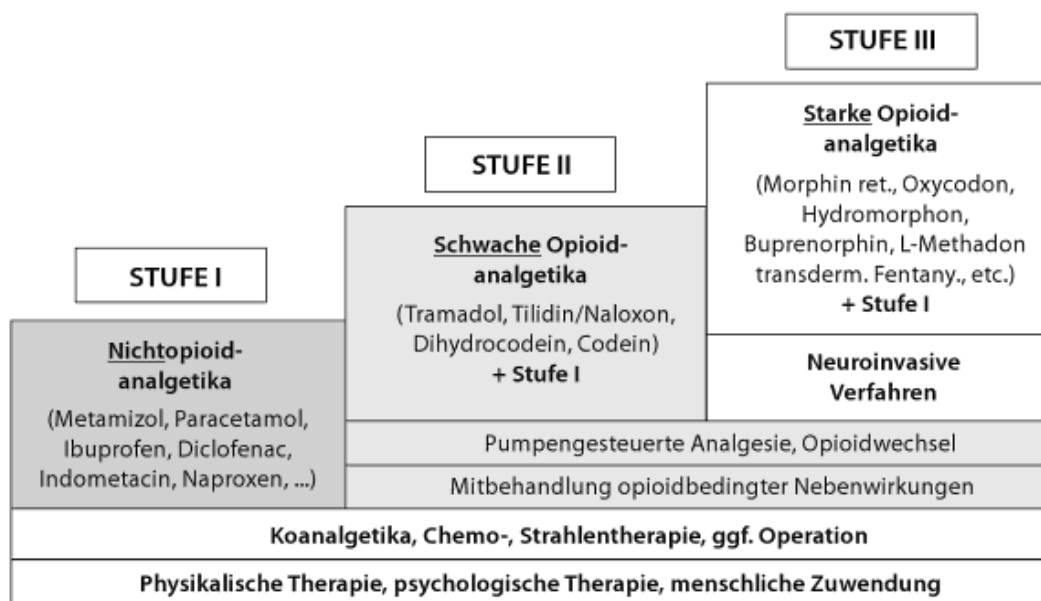 STUFE I
Nichtopioid-
analgetika
(Metamizol, Paracetamol,
Ibuprofen, Diclofenac,
Indometacin, Naproxen, ...)
STUFE II
Schwache Opioid-
analgetika
(Tramadol, Tilidin/Naloxon,
Dihydrocodein, Codein)
+ Stufe I
STUFE III
Starke Opioid-
analgetika
(Morphin ret., Oxycodon,
Hydromorphon,
Buprenorphin, L-Methadon
transderm. Fentany., etc.)
+ Stufe I
Neuroinvasive
Verfahren
Pumpengesteuerte Analgesie, Opioidwechsel
Mitbehandlung opioidbedingter Nebenwirkungen
Koanalgetika, Chemo-, Strahlentherapie, ggf. Operation
Physikalische Therapie, psychologische Therapie, menschliche Zuwendung